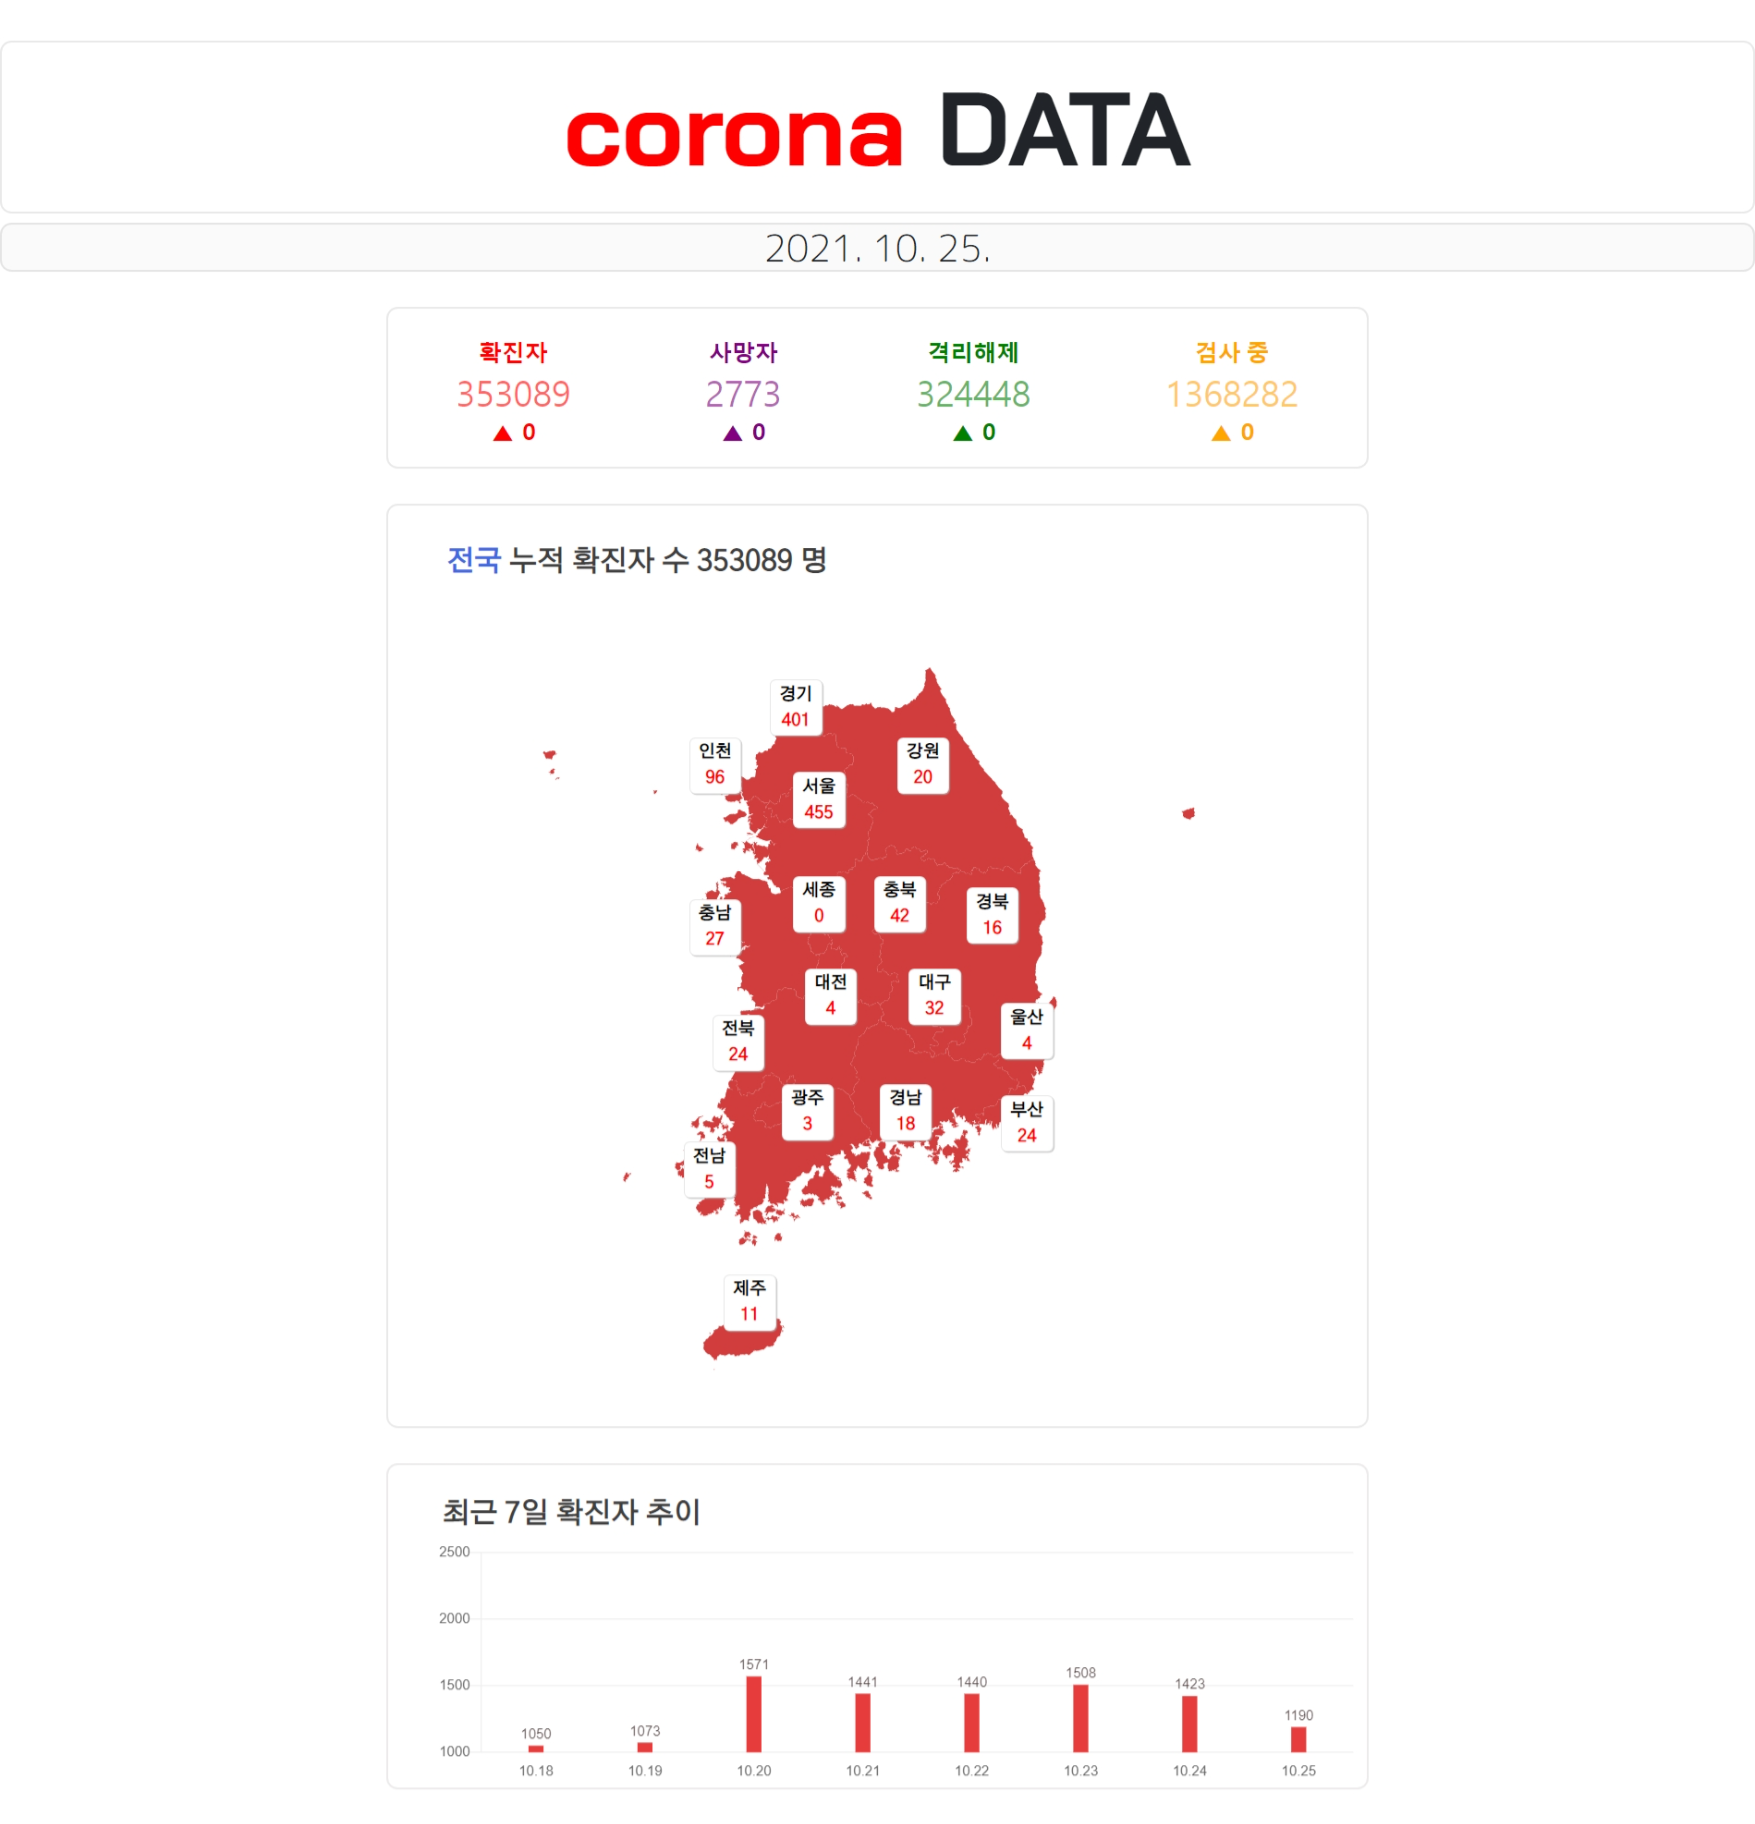 corona DATA
2021. 10. 25.
확진자 사망자 격리해제 검사 중
353089 2773 324448 1368282
▲ 0 ▲ 0 ▲ 0 ▲ 0
전국 누적 확진자 수 353089 명
경기
401
인천
96
강원
20
서울
455
세종
0
충북
42
경북
16
충남
27
대전
4
대구
32
울산
4
전북
24
광주
3
경남
18
부산
24
전남
5
제주
11
최근 7일 확진자 추이
2500
2000
1500
1000
1050 1073 1571 1441 1440 1508 1423 1190
10.18 10.19 10.20 10.21 10.22 10.23 10.24 10.25